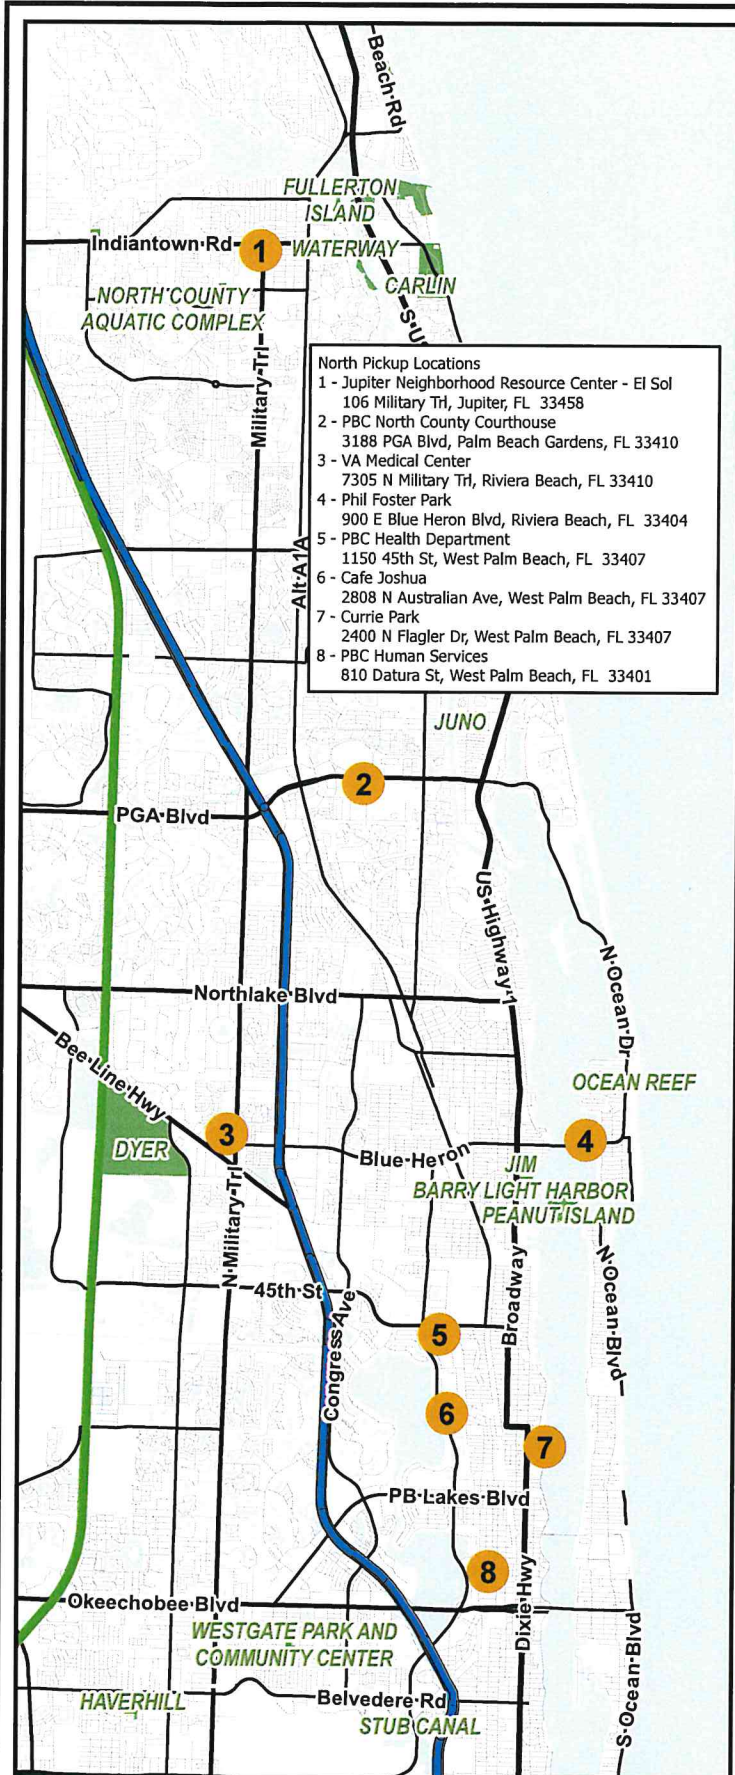 Beach Rd
FULLERTON
ISLAND
Indiantown Rd
1
WATERWAY
CARLIN
NORTH COUNTY
AQUATIC COMPLEX
S US
Military Trl
North Pickup Locations
1 - Jupiter Neighborhood Resource Center - El Sol
106 Military Trl, Jupiter, FL 33458
2 - PBC North County Courthouse
3188 PGA Blvd, Palm Beach Gardens, FL 33410
3 - VA Medical Center
7305 N Military Trl, Riviera Beach, FL 33410
4 - Phil Foster Park
900 E Blue Heron Blvd, Riviera Beach, FL 33404
5 - PBC Health Department
1150 45th St, West Palm Beach, FL 33407
6 - Cafe Joshua
2808 N Australian Ave, West Palm Beach, FL 33407
7 - Currie Park
2400 N Flagler Dr, West Palm Beach, FL 33407
8 - PBC Human Services
810 Datura St, West Palm Beach, FL 33401
Alt A1A
JUNO
2
PGA Blvd
US Highway 1
Northlake Blvd
N Ocean Dr
Bee Line Hwy
OCEAN REEF
DYER
3
Blue Heron
4
JIM
BARRY LIGHT HARBOR
PEANUT ISLAND
N Military Trl
45th St
Broadway
N Ocean Blvd
Congress Ave
5
6
7
PB Lakes Blvd
8
Okeechobee Blvd
Dixie Hwy
WESTGATE PARK AND
COMMUNITY CENTER
S Ocean Blvd
HAVERHILL
Belvedere Rd
STUB CANAL